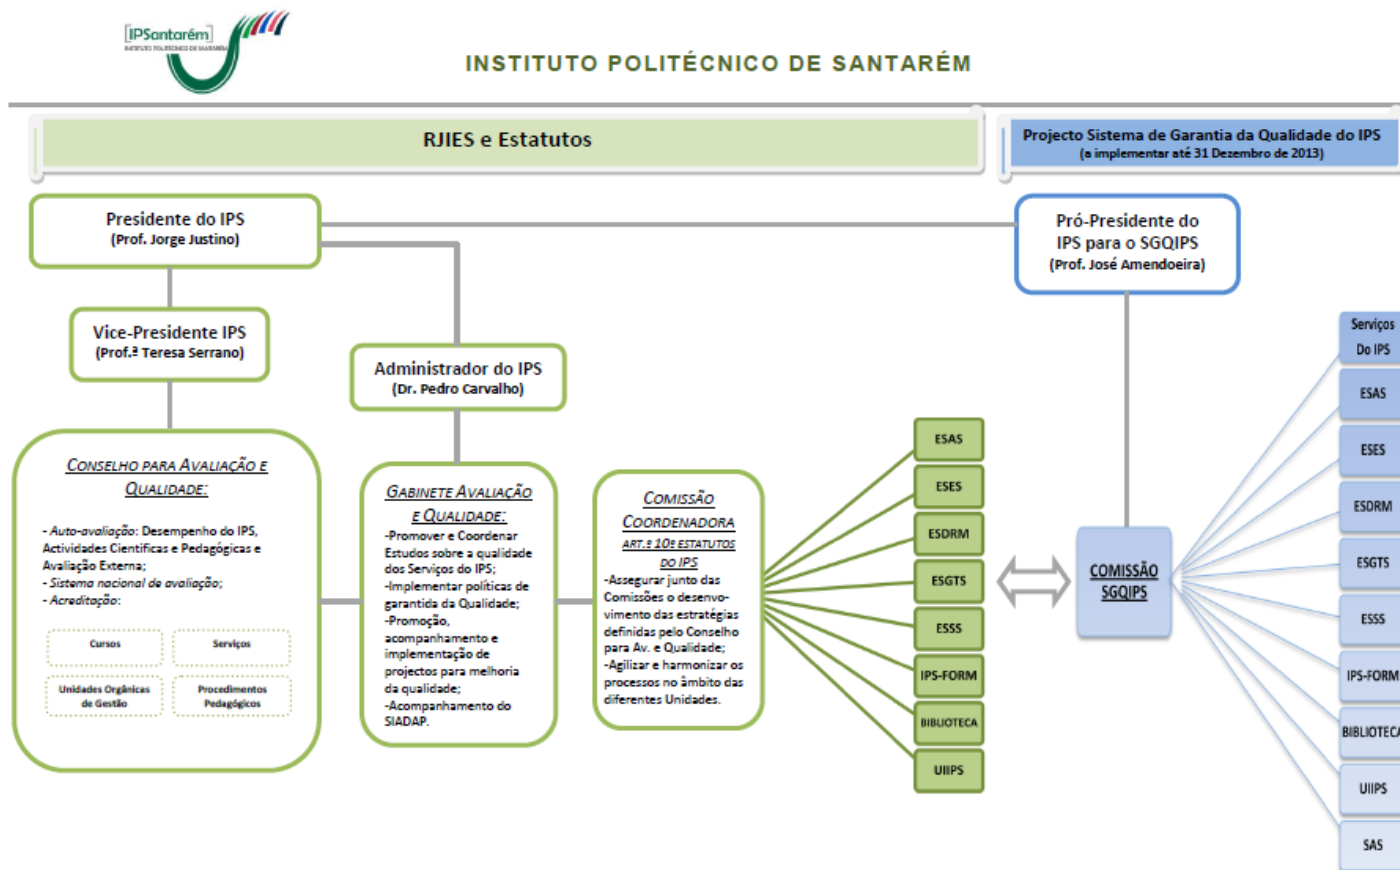 [IPSantarém]
INSTITUTO POLITÉCNICO DE SANTARÉM
INSTITUTO POLITÉCNICO DE SANTARÉM
RJIES e Estatutos
Projecto Sistema de Garantia da Qualidade do IPS
(a implementar até 31 Dezembro de 2013)
Presidente do IPS
(Prof. Jorge Justino)
Pró-Presidente do
IPS para o SGQIPS
(Prof. José Amendoeira)
Vice-Presidente IPS
(Prof.ª Teresa Serrano)
Administrador do IPS
(Dr. Pedro Carvalho)
CONSELHO PARA AVALIAÇÃO E
QUALIDADE:
- Auto-avaliação: Desempenho do IPS,
Actividades Científicas e Pedagógicas e
Avaliação Externa;
- Sistema nacional de avaliação;
- Acreditação:
Cursos
Serviços
Unidades Orgânicas
de Gestão
Procedimentos
Pedagógicos
GABINETE AVALIAÇÃO
E QUALIDADE:
-Promover e Coordenar
Estudos sobre a qualidade
dos Serviços do IPS;
-Implementar políticas de
garantida da Qualidade;
-Promoção,
acompanhamento e
implementação de
projectos para melhoria
da qualidade;
-Acompanhamento do
SIADAP.
COMISSÃO
COORDENADORA
ART.º 10º ESTATUTOS
DO IPS
-Assegurar junto das
Comissões o desenvo-
vimento das estratégias
definidas pelo Conselho
para Av. e Qualidade;
-Agilizar e harmonizar os
processos no âmbito das
diferentes Unidades.
ESAS
ESES
ESDRM
ESGTS
ESSS
IPS-FORM
BIBLIOTECA
UIIPS
COMISSÃO
SGQIPS
Serviços
Do IPS
ESAS
ESES
ESDRM
ESGTS
ESSS
IPS-FORM
BIBLIOTECA
UIIPS
SAS